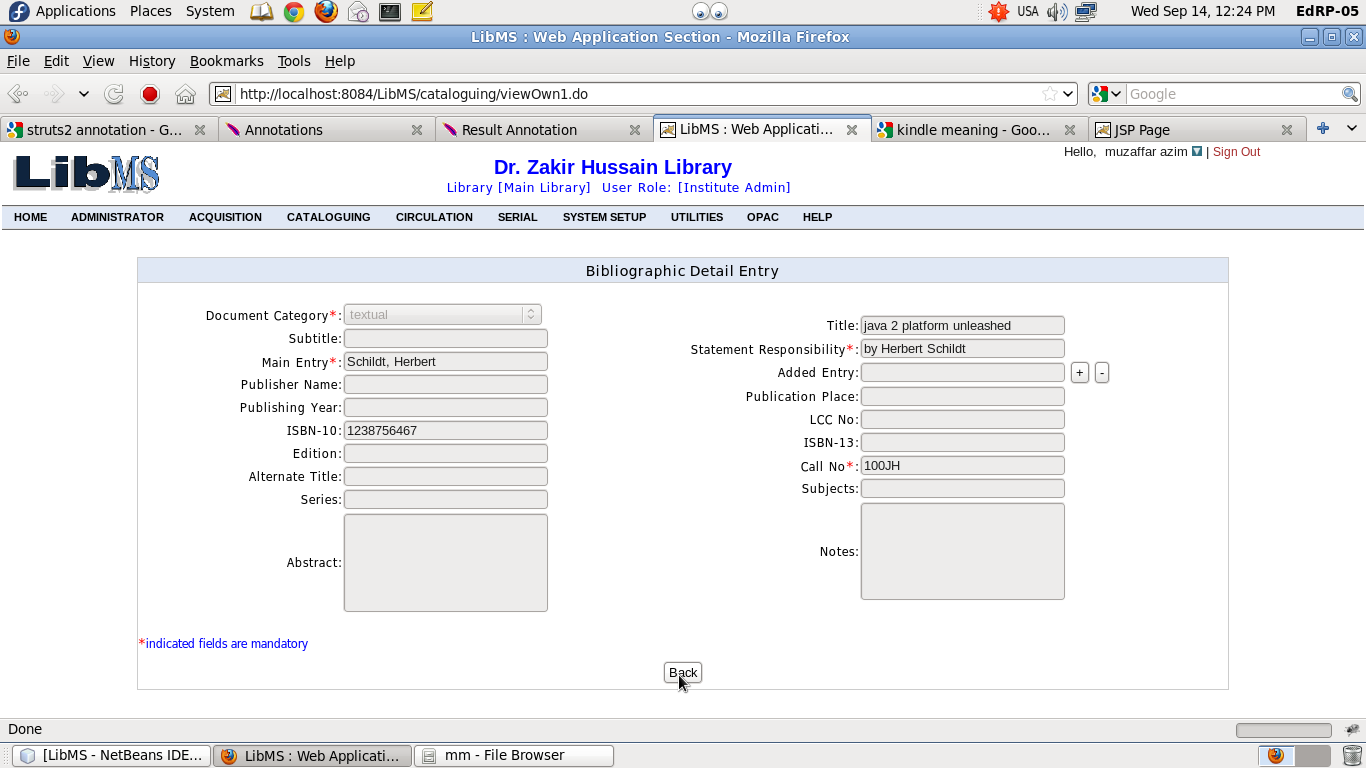 Applications Places System USA Wed Sep 14, 12:24 PM EdRP-05
LibMS : Web Application Section - Mozilla Firefox
File Edit View History Bookmarks Tools Help
http://localhost:8084/LibMS/cataloguing/viewOwn1.do Google
struts2 annotation - G... Annotations Result Annotation LibMS : Web Applicati... kindle meaning - Goo... JSP Page
Hello, muzaffar azim | Sign Out
LibMS
Dr. Zakir Hussain Library
Library [Main Library] User Role: [Institute Admin]
HOME ADMINISTRATOR ACQUISITION CATALOGUING CIRCULATION SERIAL SYSTEM SETUP UTILITIES OPAC HELP
Bibliographic Detail Entry
Document Category*: textual
Title: java 2 platform unleashed
Subtitle:
Statement Responsibility*: by Herbert Schildt
Main Entry*: Schildt, Herbert
Added Entry: + -
Publisher Name:
Publication Place:
Publishing Year:
LCC No:
ISBN-10: 1238756467
ISBN-13:
Edition:
Call No*: 100JH
Alternate Title:
Subjects:
Series:
Notes:
Abstract:
*indicated fields are mandatory
Back
Done
[LibMS - NetBeans IDE... LibMS : Web Applicati... mm - File Browser